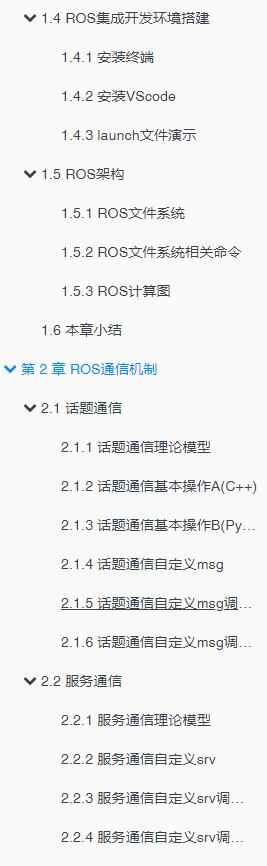 1.4 ROS集成开发环境搭建
1.4.1 安装终端
1.4.2 安装VScode
1.4.3 launch文件演示
1.5 ROS架构
1.5.1 ROS文件系统
1.5.2 ROS文件系统相关命令
1.5.3 ROS计算图
1.6 本章小结
第 2 章 ROS通信机制
2.1 话题通信
2.1.1 话题通信理论模型
2.1.2 话题通信基本操作A(C++)
2.1.3 话题通信基本操作B(Py…
2.1.4 话题通信自定义msg
2.1.5 话题通信自定义msg调…
2.1.6 话题通信自定义msg调…
2.2 服务通信
2.2.1 服务通信理论模型
2.2.2 服务通信自定义srv
2.2.3 服务通信自定义srv调…
2.2.4 服务通信自定义srv调…